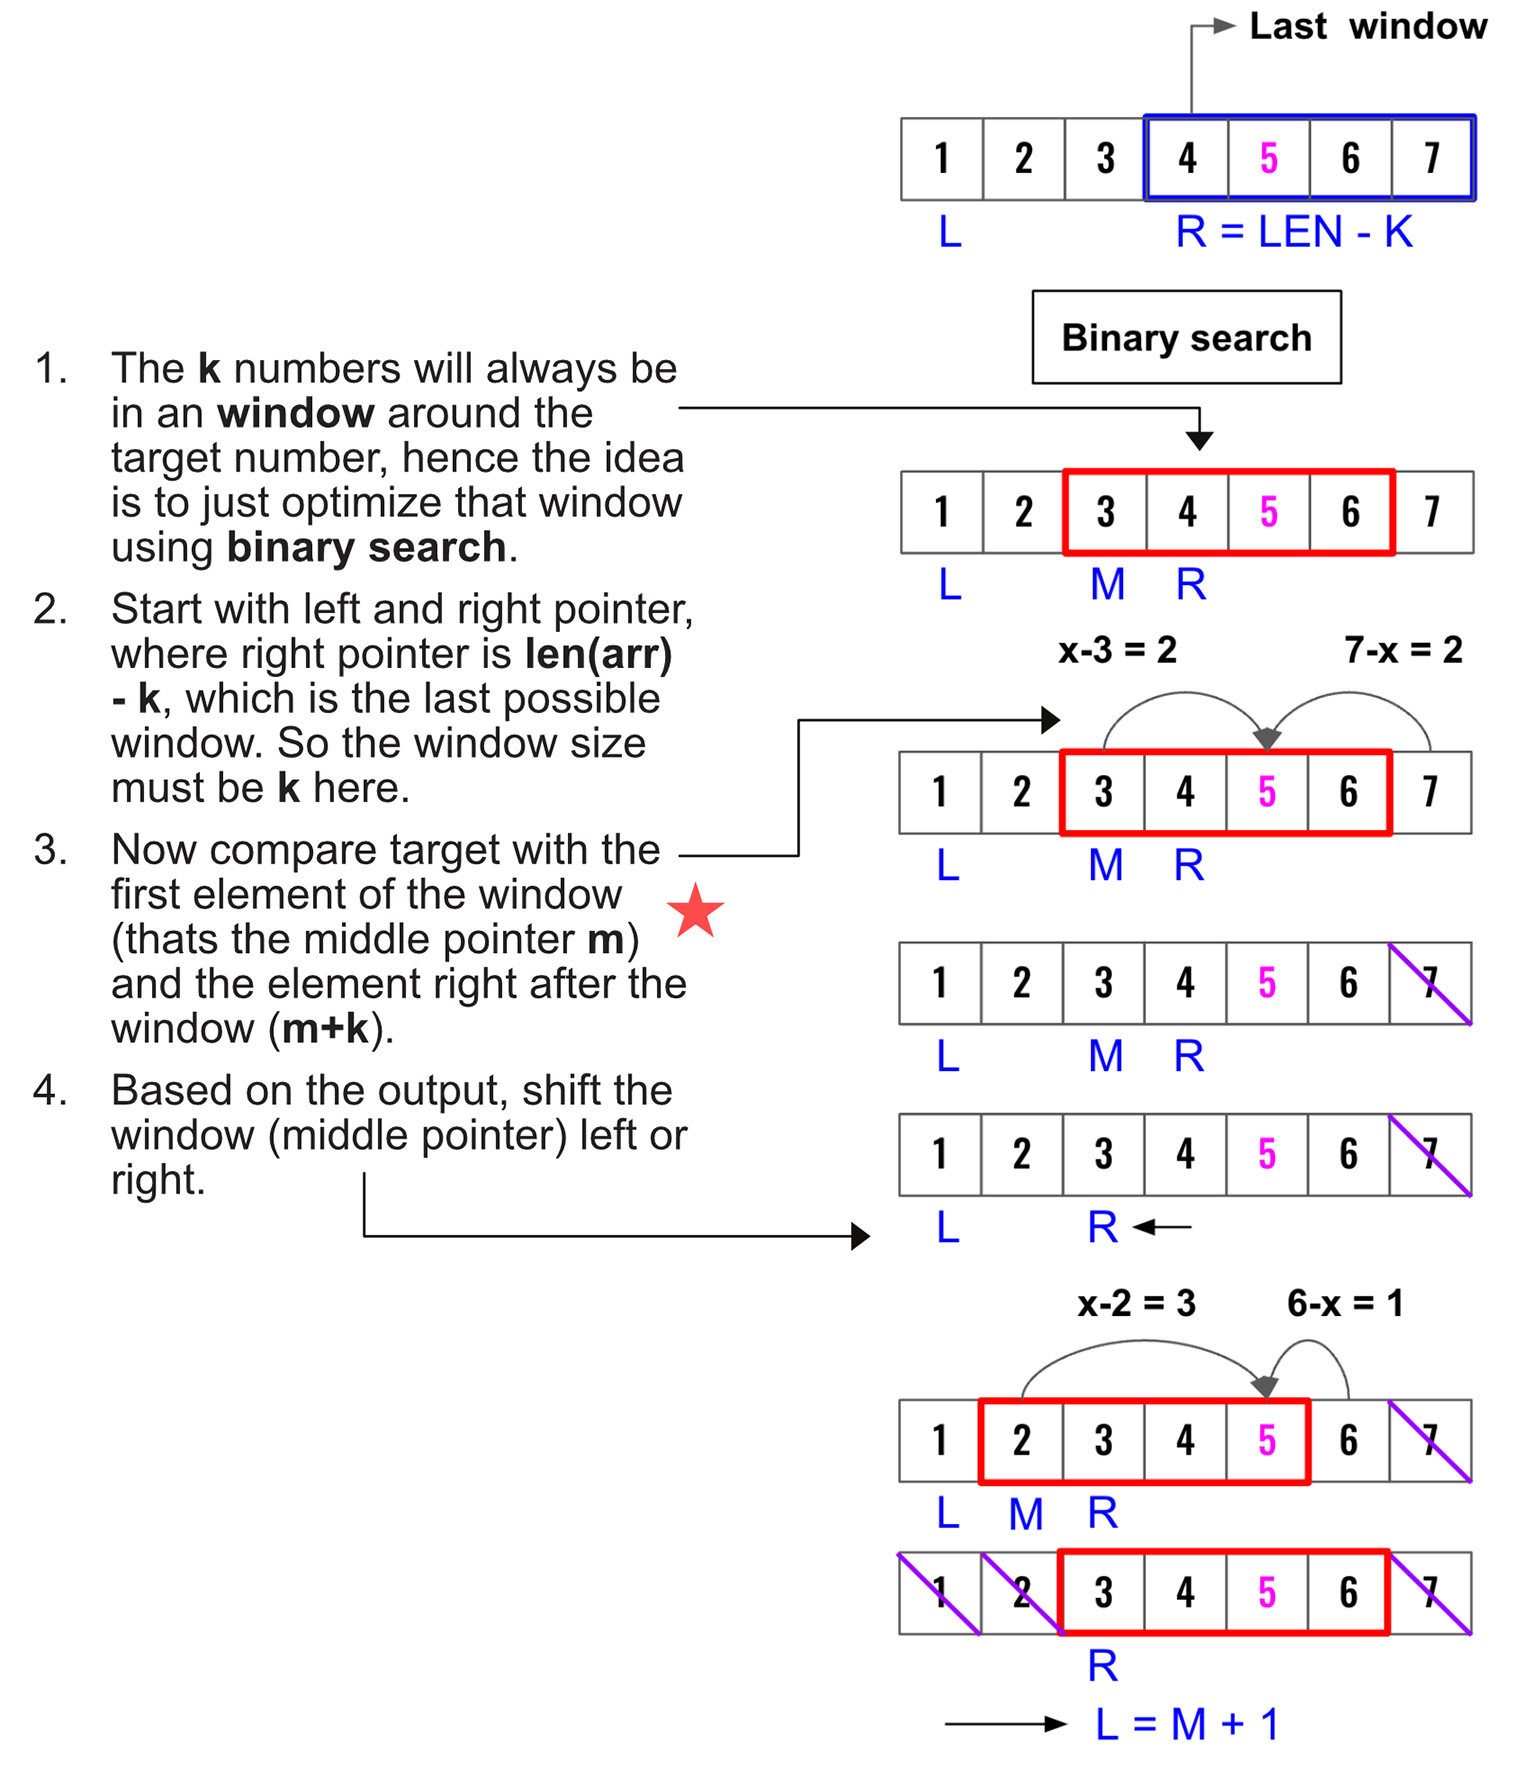 Last window
1 2 3 4 5 6 7
L R = LEN - K
Binary search
1. The k numbers will always be
in an window around the
target number, hence the idea
is to just optimize that window
using binary search.
2. Start with left and right pointer,
where right pointer is len(arr)
- k, which is the last possible
window. So the window size
must be k here.
3. Now compare target with the
first element of the window
(thats the middle pointer m)
and the element right after the
window (m+k).
4. Based on the output, shift the
window (middle pointer) left or
right.
1 2 3 4 5 6 7
L M R
x-3 = 2 7-x = 2
1 2 3 4 5 6 7
L M R
1 2 3 4 5 6 7
L M R
1 2 3 4 5 6 7
L R
x-2 = 3 6-x = 1
1 2 3 4 5 6 7
L M R
1 2 3 4 5 6 7
R
L = M + 1